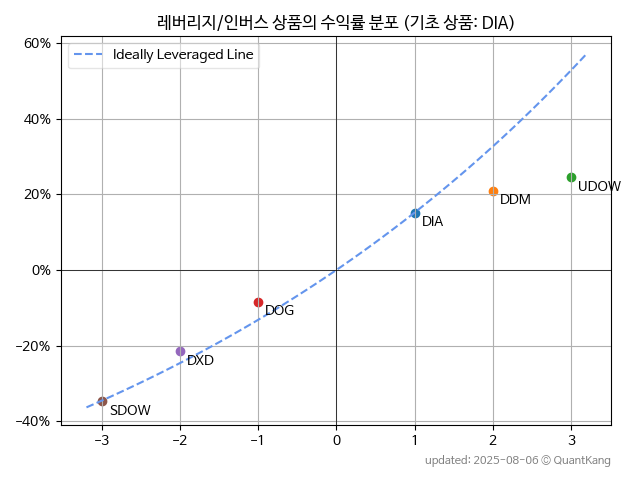 레버리지/인버스 상품의 수익률 분포 (기초 상품: DIA)
60%
Ideally Leveraged Line
40%
20%
UDOW
DDM
DIA
0%
DOG
−20%
DXD
SDOW
−40%
−3 −2 −1 0 1 2 3
updated: 2025-08-06 © QuantKang